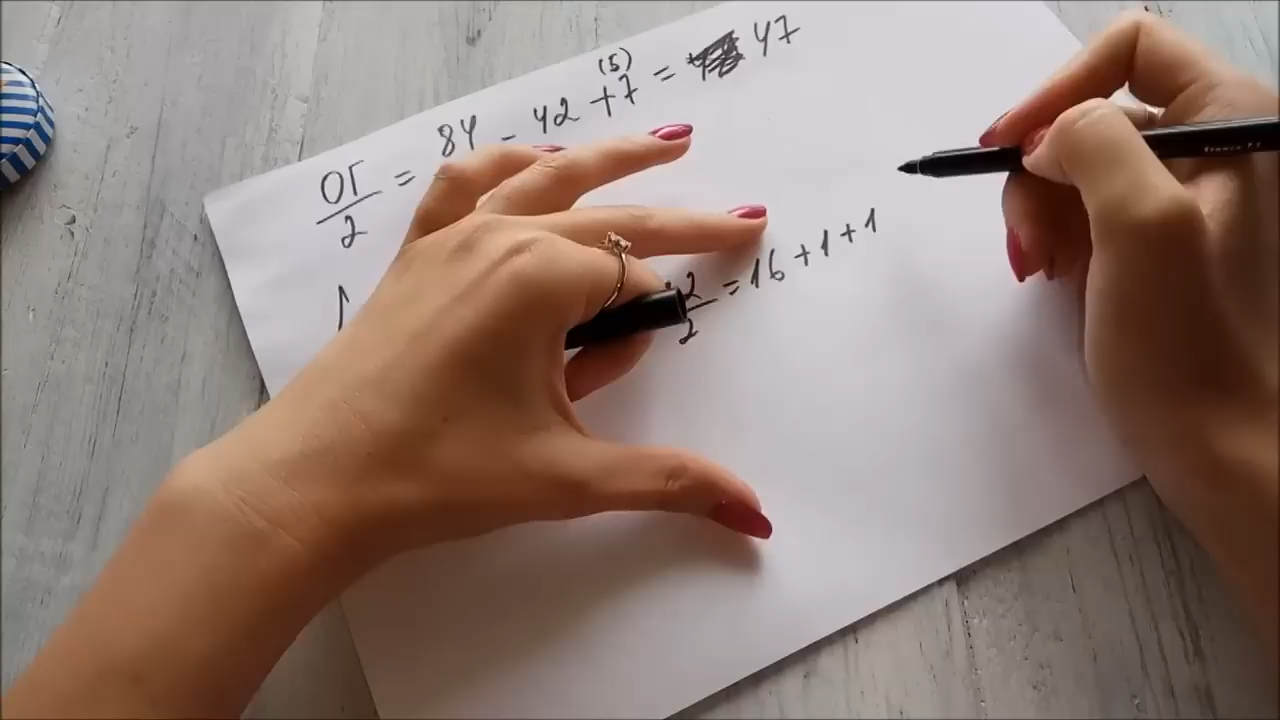 (5)
ОГ/2 = 84 - 42 + 7 = 47
2/2 = 16 + 1 + 1